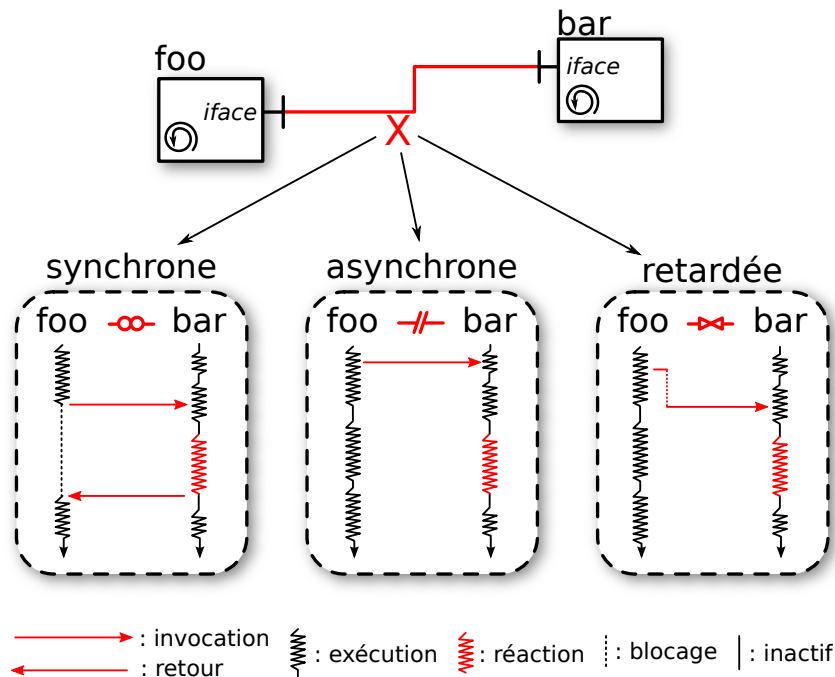 bar
foo
iface
iface
X
synchrone
asynchrone
retardée
foo bar
foo bar
foo bar
: invocation
: retour
: exécution
: réaction
: blocage
: inactif